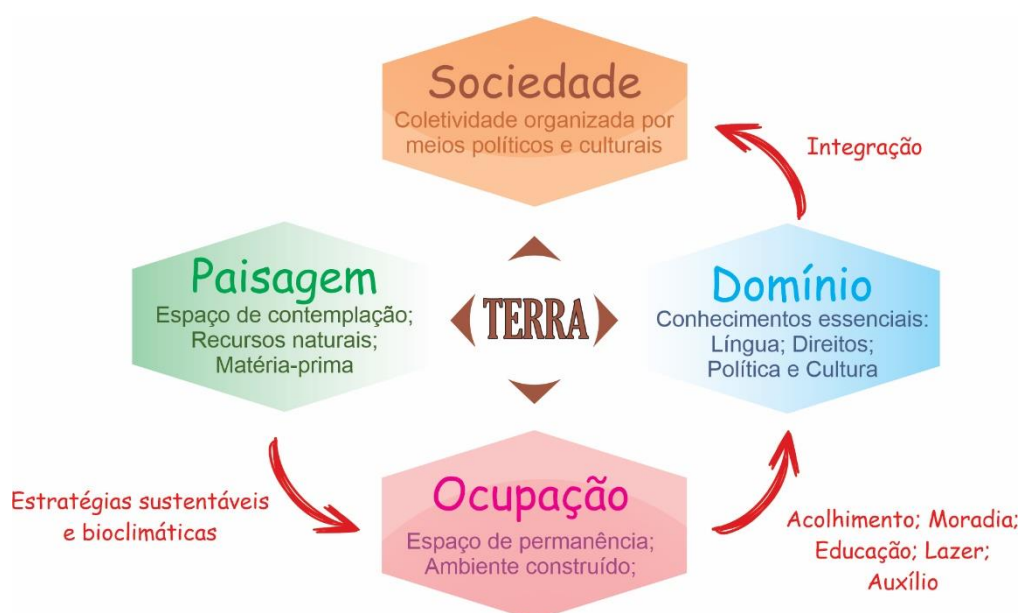 Sociedade
Coletividade organizada por
meios políticos e culturais
Integração
Paisagem
Espaço de contemplação;
Recursos naturais;
Matéria-prima
TERRA
Domínio
Conhecimentos essenciais:
Língua; Direitos;
Política e Cultura
Estratégias sustentáveis
e bioclimáticas
Ocupação
Espaço de permanência;
Ambiente construído;
Acolhimento; Moradia;
Educação; Lazer;
Auxílio